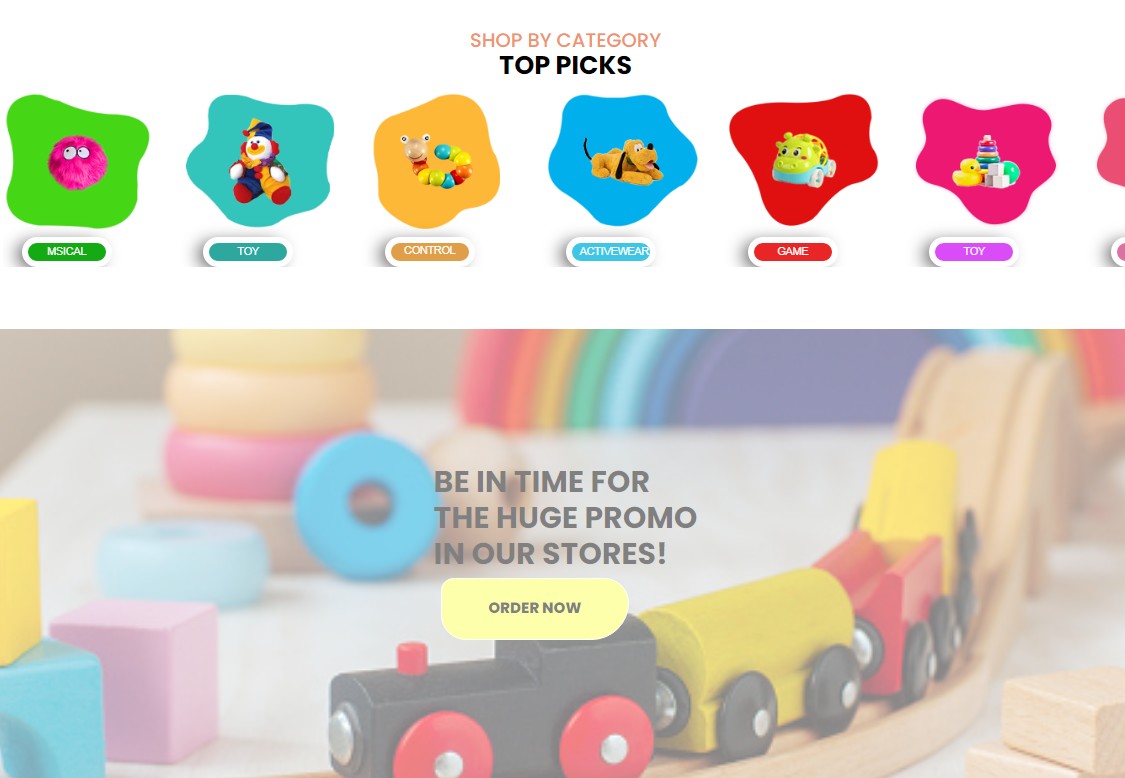 SHOP BY CATEGORY
TOP PICKS
MSICAL
TOY
CONTROL
ACTIVEWEAR
GAME
TOY
BE IN TIME FOR
THE HUGE PROMO
IN OUR STORES!
ORDER NOW